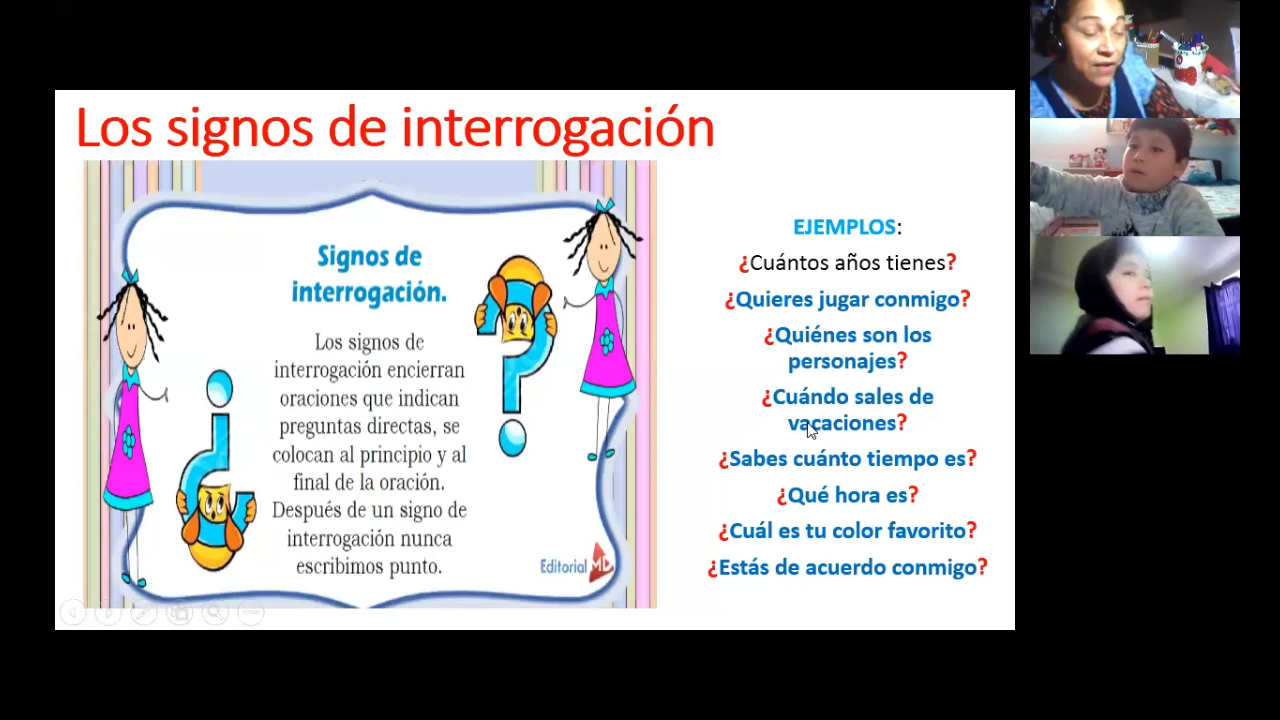 Los signos de interrogación
Signos de
interrogación.
Los signos de
interrogación encierran
oraciones que indican
preguntas directas, se
colocan al principio y al
final de la oración.
Después de un signo de
interrogación nunca
escribimos punto.
Editorial MD
EJEMPLOS:
¿Cuántos años tienes?
¿Quieres jugar conmigo?
¿Quiénes son los
personajes?
¿Cuándo sales de
vacaciones?
¿Sabes cuánto tiempo es?
¿Qué hora es?
¿Cuál es tu color favorito?
¿Estás de acuerdo conmigo?